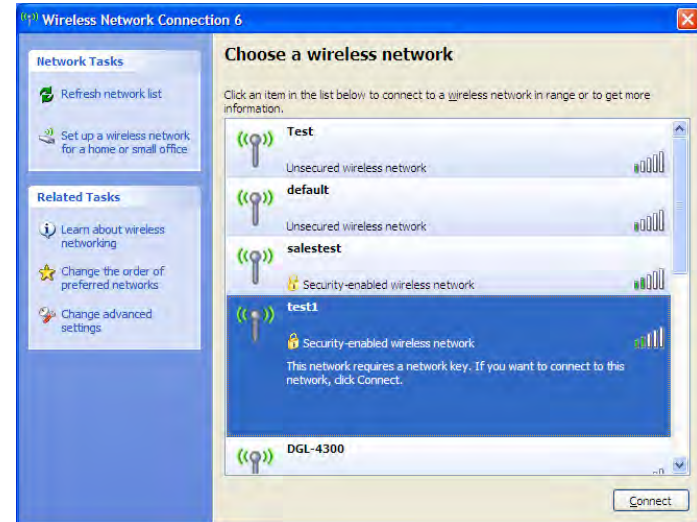 Wireless Network Connection 6
Network Tasks
Refresh network list
Set up a wireless network
for a home or small office
Related Tasks
Learn about wireless
networking
Change the order of
preferred networks
Change advanced
settings
Choose a wireless network
Click an item in the list below to connect to a wireless network in range or to get more
information.
Test
Unsecured wireless network
default
Unsecured wireless network
salestest
Security-enabled wireless network
test1
Security-enabled wireless network
This network requires a network key. If you want to connect to this
network, click Connect.
DGL-4300
Connect